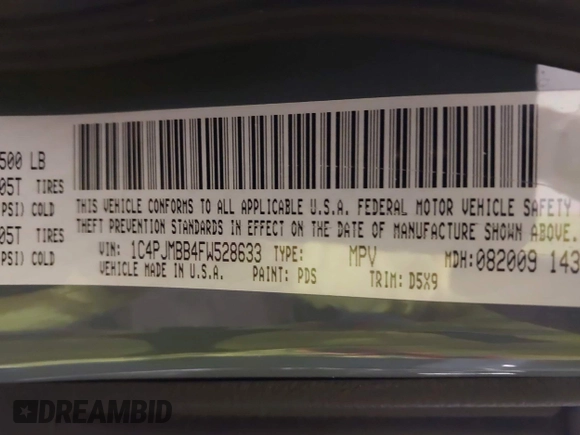 500 LB
05T TIRES
PSI) COLD
05T TIRES
PSI) COLD
THIS VEHICLE CONFORMS TO ALL APPLICABLE U.S.A. FEDERAL MOTOR VEHICLE SAFETY
THEFT PREVENTION STANDARDS IN EFFECT ON THE DATE OF MANUFACTURE SHOWN ABOVE.
VIN: 1C4PJMBB4FW528633 TYPE: MPV MDH: 082009 143
VEHICLE MADE IN U.S.A. PAINT: PDS TRIM: D5X9
DREAMBID